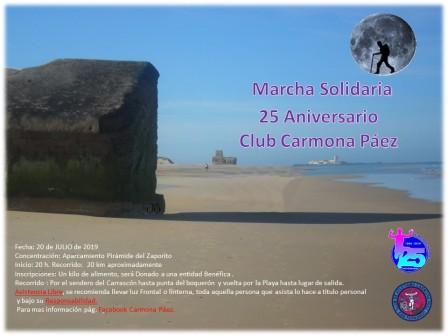 Marcha Solidaria
25 Aniversario
Club Carmona Páez
Fecha: 20 de JULIO de 2019
Concentración: Aparcamiento Pirámide del Zaporito
Inicio: 20 h. Recorrido: 20 km aproximadamente
Inscripciones: Un kilo de alimento, será Donado a una entidad Benéfica .
Recorrido : Por el sendero del Carrascón hasta punta del boquerón y vuelta por la Playa hasta lugar de salida.
Asistencia Libre, se recomienda llevar luz Frontal o linterna, toda aquella persona que asista lo hace a título personal
y bajo su Responsabilidad.
Para mas información pág. Facebook Carmona Páez.
25